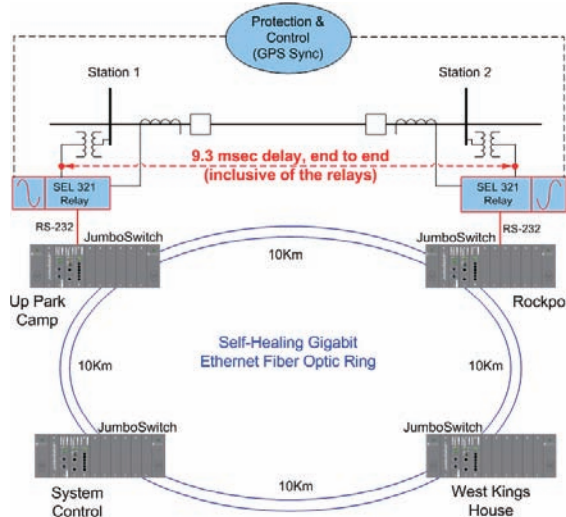 Protection &
Control
(GPS Sync)
Station 1
Station 2
9.3 msec delay, end to end
(inclusive of the relays)
SEL 321
Relay
SEL 321
Relay
RS-232
RS-232
JumboSwitch
JumboSwitch
10Km
Up Park
Camp
Rockpo
Self-Healing Gigabit
Ethernet Fiber Optic Ring
10Km
10Km
JumboSwitch
JumboSwitch
10Km
System
Control
West Kings
House